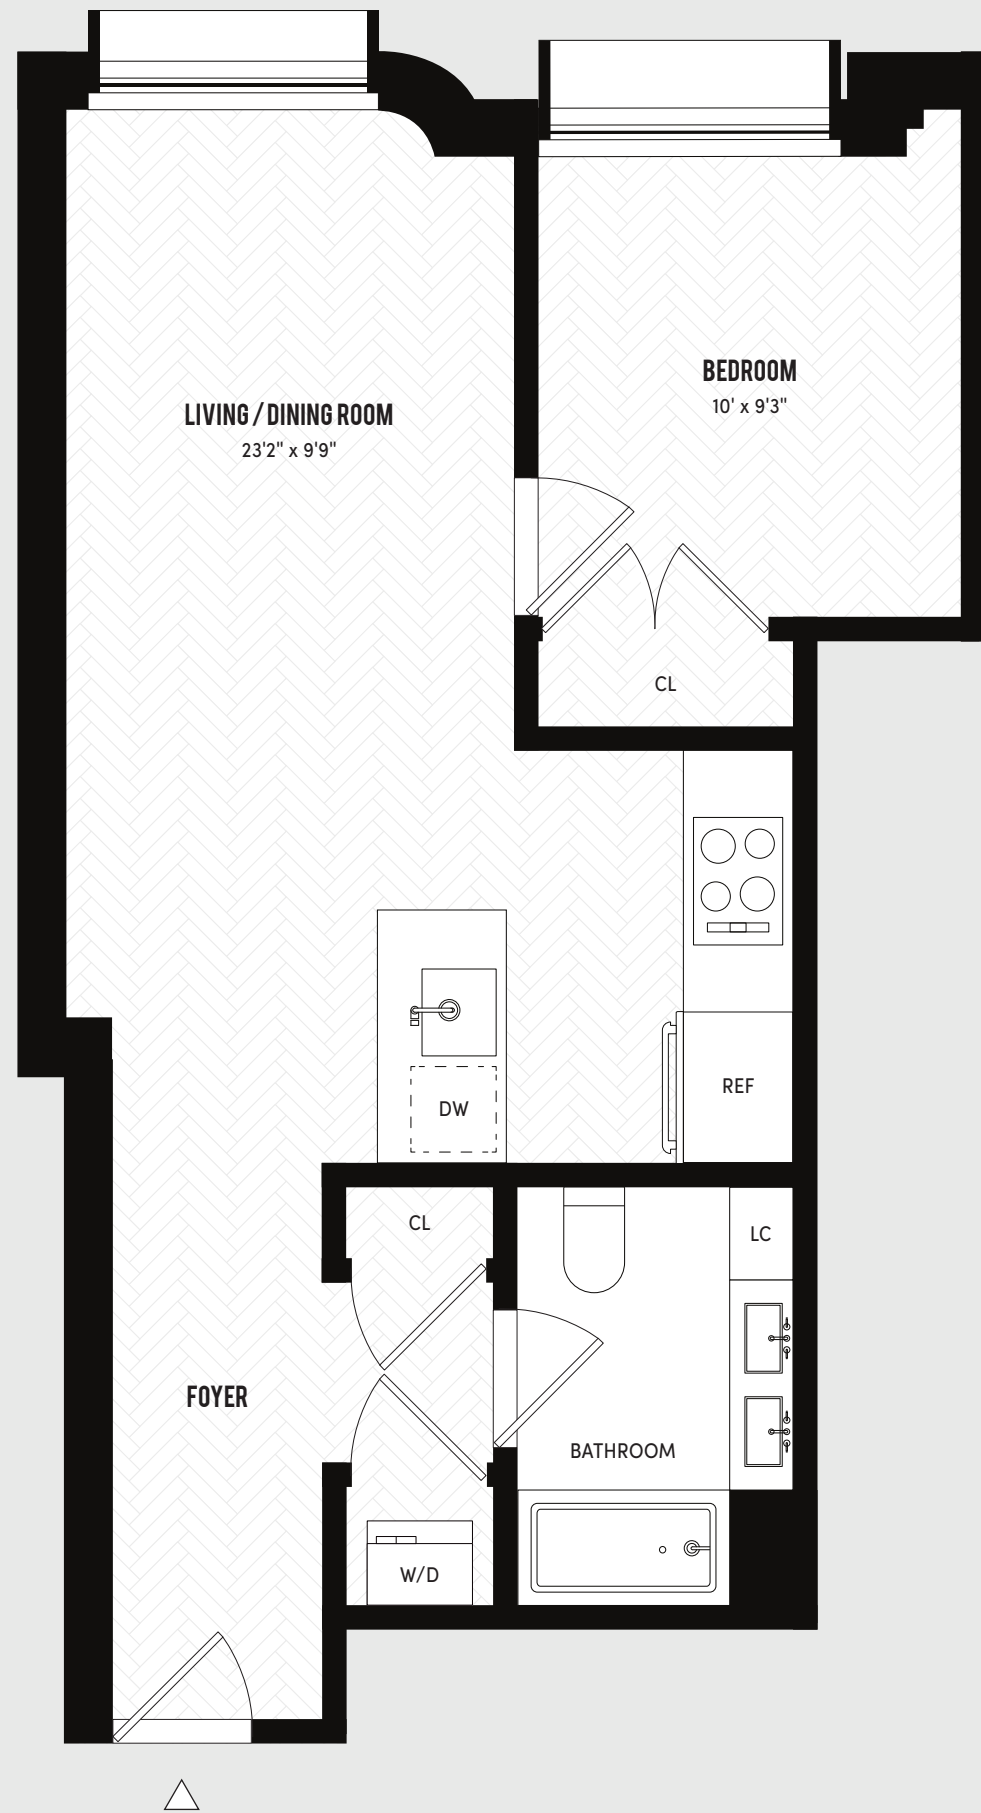 BEDROOM
10' x 9'3"
LIVING / DINING ROOM
23'2" x 9'9"
CL
REF
DW
CL
LC
FOYER
BATHROOM
W/D